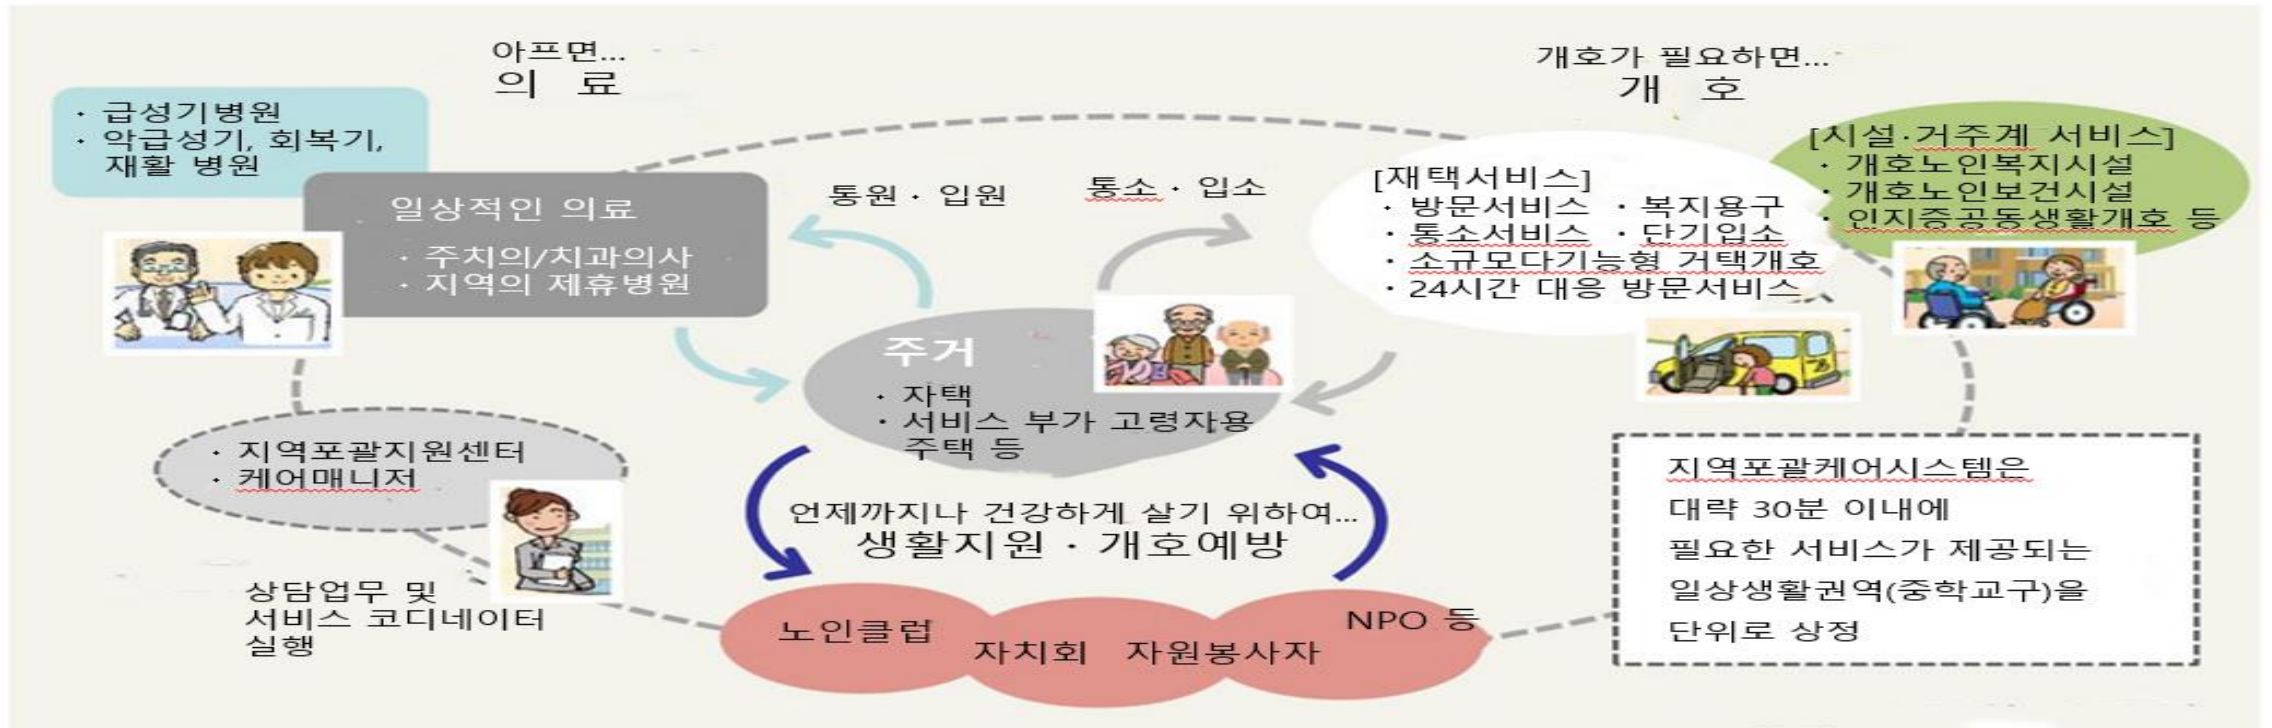 아프면...
의 료
· 급성기병원
· 악급성기, 회복기,
재활 병원
일상적인 의료
· 주치의/치과의사
· 지역의 제휴병원
통원 · 입원
통소 · 입소
개호가 필요하면...
개 호
[시설·거주계 서비스]
· 개호노인복지시설
· 개호노인보건시설
· 인지증공동생활개호 등
[재택서비스]
· 방문서비스 · 복지용구
· 통소서비스 · 단기입소
· 소규모다기능형 거택개호
· 24시간 대응 방문서비스
주거
· 자택
· 서비스 부가 고령자용
주택 등
· 지역포괄지원센터
· 케어매니저
상담업무 및
서비스 코디네이터
실행
언제까지나 건강하게 살기 위하여...
생활지원 · 개호예방
노인클럽
자치회 자원봉사자
NPO 등
지역포괄케어시스템은
대략 30분 이내에
필요한 서비스가 제공되는
일상생활권역(중학교구)을
단위로 상정